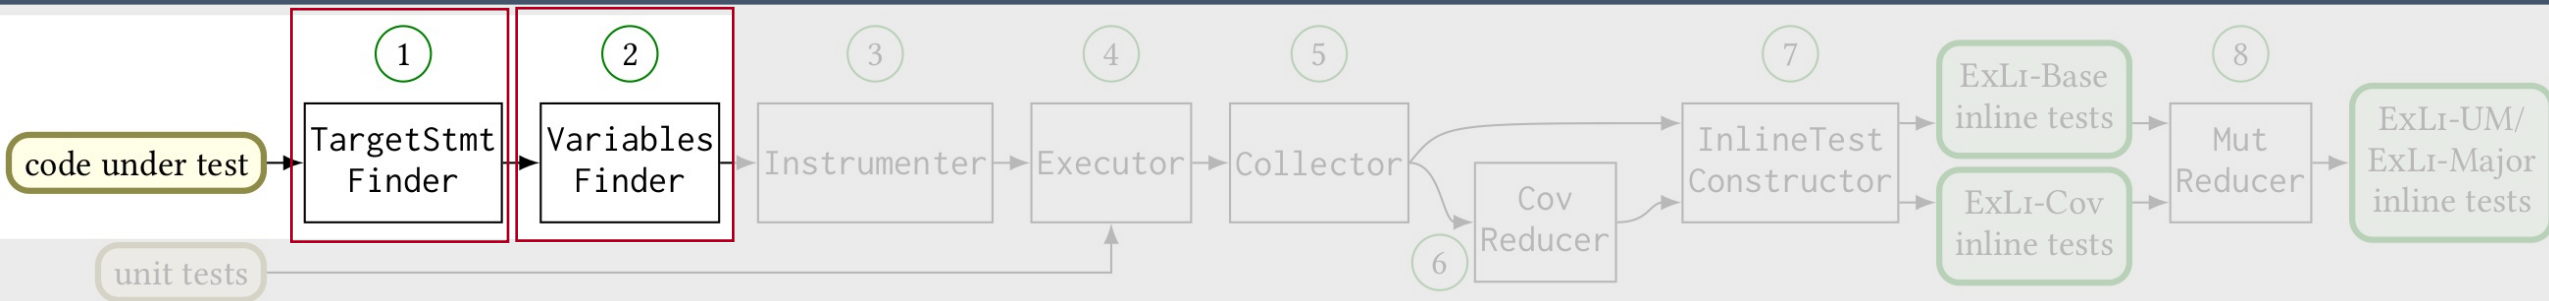 1
2
3
4
5
7
8
code under test
TargetStmt
Finder
Variables
Finder
Instrumenter
Executor
Collector
6
Cov
Reducer
InlineTest
Constructor
ExLi-Base
inline tests
ExLi-Cov
inline tests
Mut
Reducer
ExLi-UM/
ExLi-Major
inline tests
unit tests